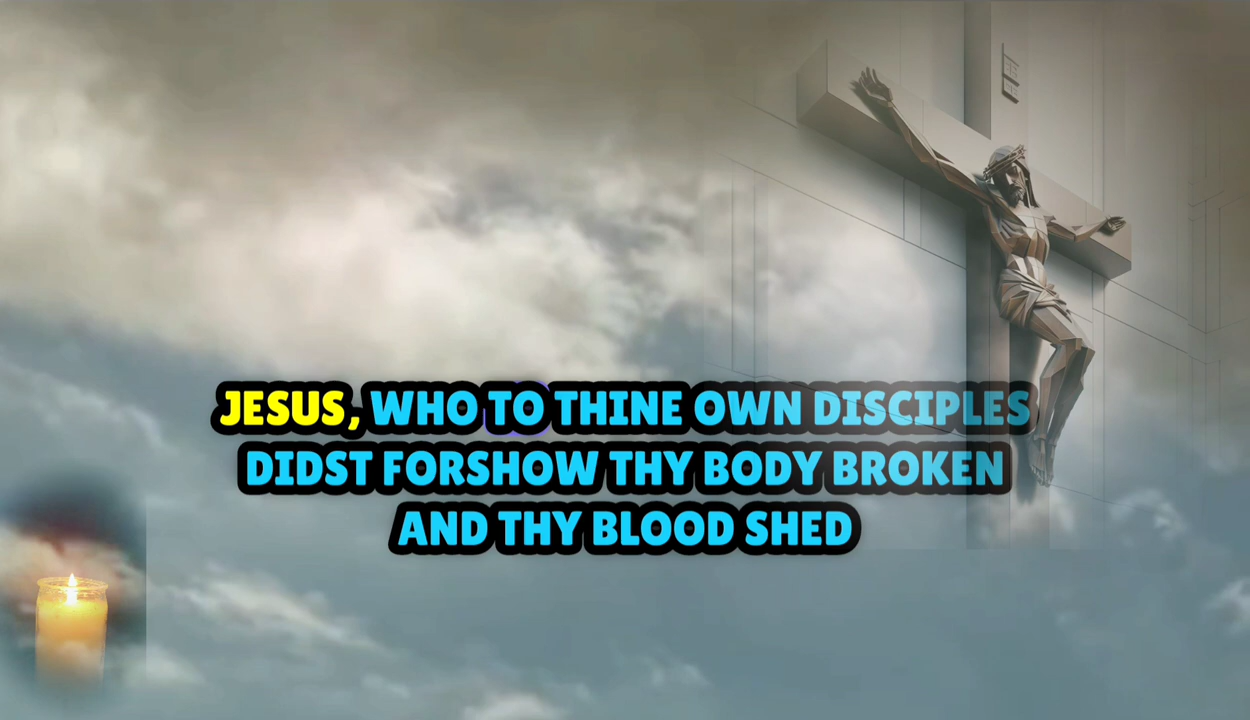 JESUS, WHO TO THINE OWN DISCIPLES
DIDST FORSHOW THY BODY BROKEN
AND THY BLOOD SHED